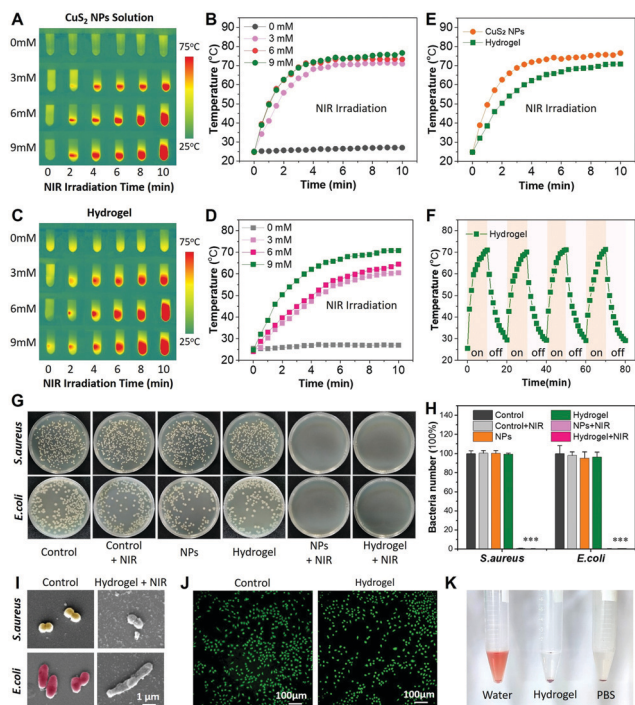 A
CuS₂ NPs Solution
0mM
3mM
6mM
9mM
75°C
25°C
0 2 4 6 8 10
NIR Irradiation Time (min)
B
Temperature (°C)
80
70
60
50
40
30
20
0 mM
3 mM
6 mM
9 mM
NIR Irradiation
0 2 4 6 8 10
Time (min)
E
Temperature (°C)
80
70
60
50
40
30
20
CuS₂ NPs
Hydrogel
NIR Irradiation
0 2 4 6 8 10
Time (min)
C
Hydrogel
0mM
3mM
6mM
9mM
75°C
25°C
0 2 4 6 8 10
NIR Irradiation Time (min)
D
Temperature (°C)
80
70
60
50
40
30
20
0 mM
3 mM
6 mM
9 mM
NIR Irradiation
0 2 4 6 8 10
Time (min)
F
Temperature (°C)
80
70
60
50
40
30
20
Hydrogel
on off on off on off on off
0 20 40 60 80
Time(min)
G
S.aureus
E.coli
Control
Control + NIR
NPs
Hydrogel
NPs + NIR
Hydrogel + NIR
H
Bacteria number (100%)
140
120
100
80
60
40
20
0
Control
Control+NIR
NPs
Hydrogel
NPs+NIR
Hydrogel+NIR
***
***
S.aureus E.coli
I
Control Hydrogel + NIR
S.aureus
E.coli
1 μm
J
Control Hydrogel
100μm
100μm
K
Water Hydrogel PBS